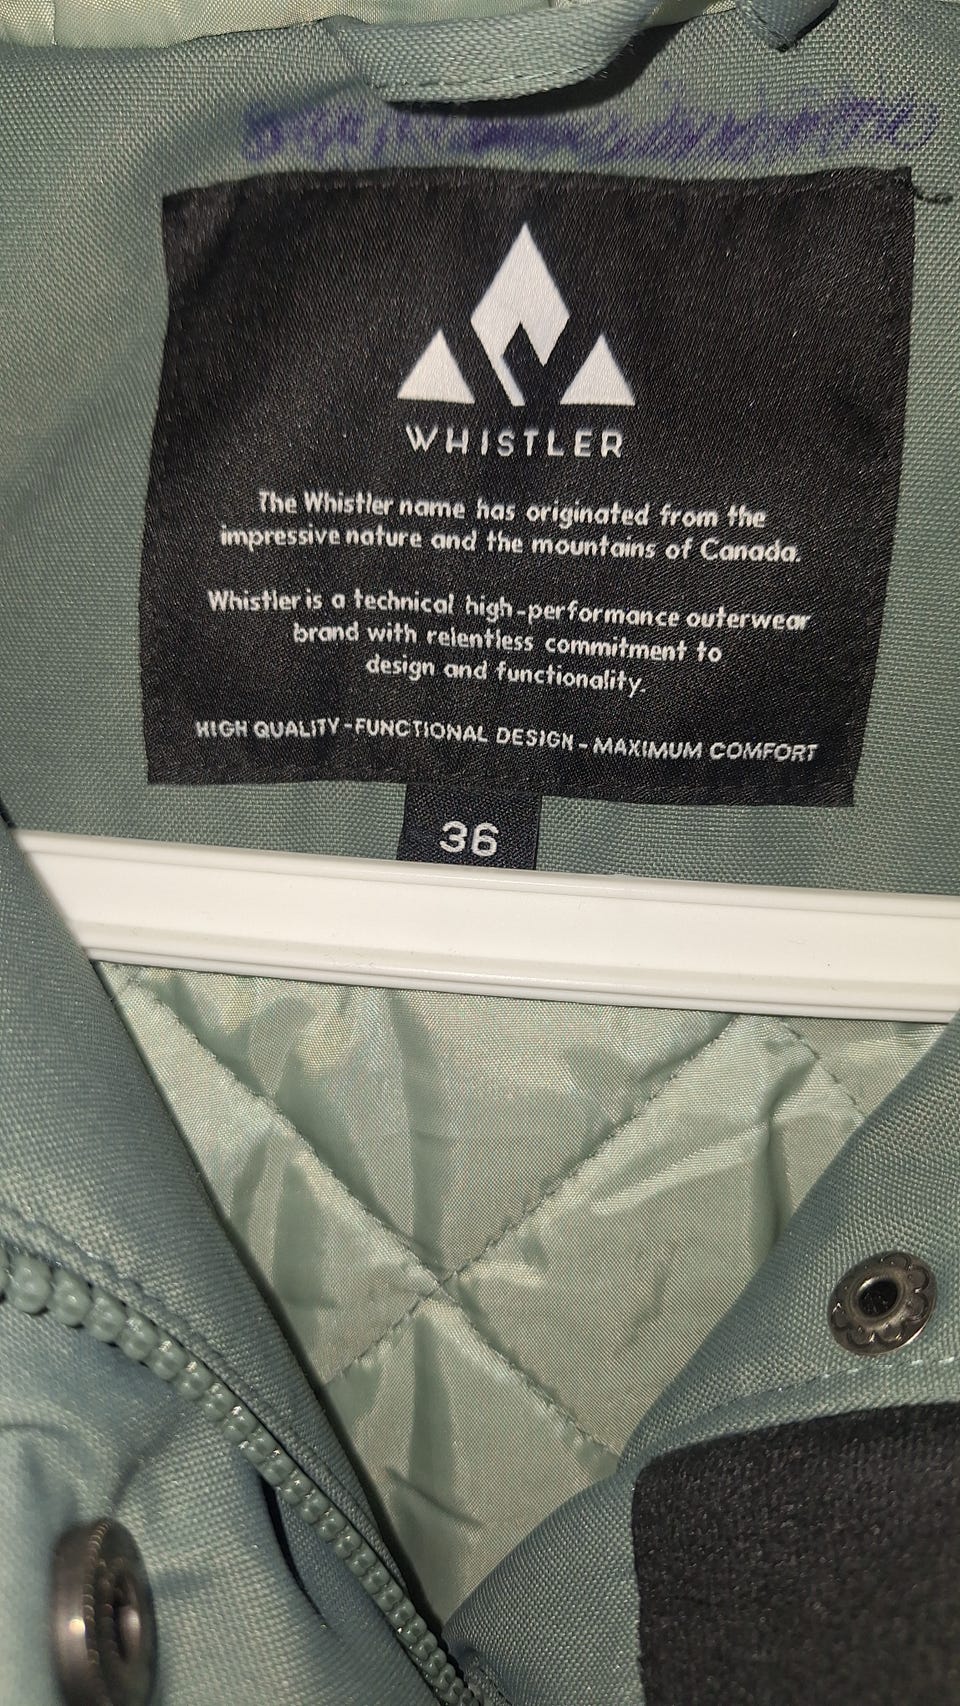 WHISTLER
The Whistler name has originated from the
impressive nature and the mountains of Canada.
Whistler is a technical high-performance outerwear
brand with relentless commitment to
design and functionality.
HIGH QUALITY - FUNCTIONAL DESIGN - MAXIMUM COMFORT
36